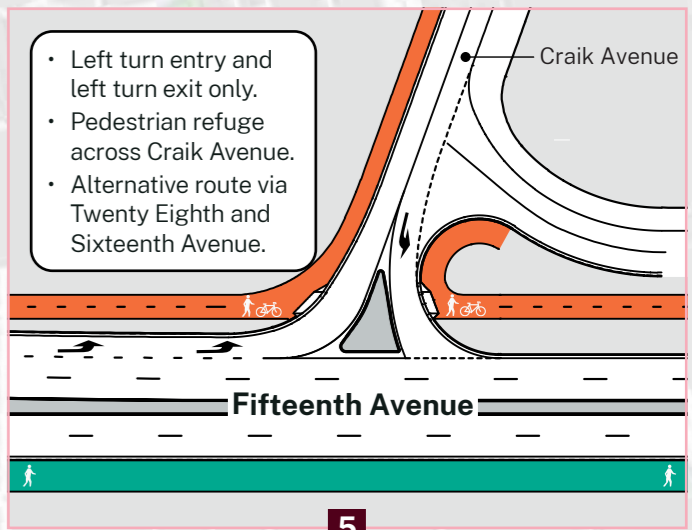 • Left turn entry and
left turn exit only.
• Pedestrian refuge
across Craik Avenue.
• Alternative route via
Twenty Eighth and
Sixteenth Avenue.
Craik Avenue
Fifteenth Avenue
5